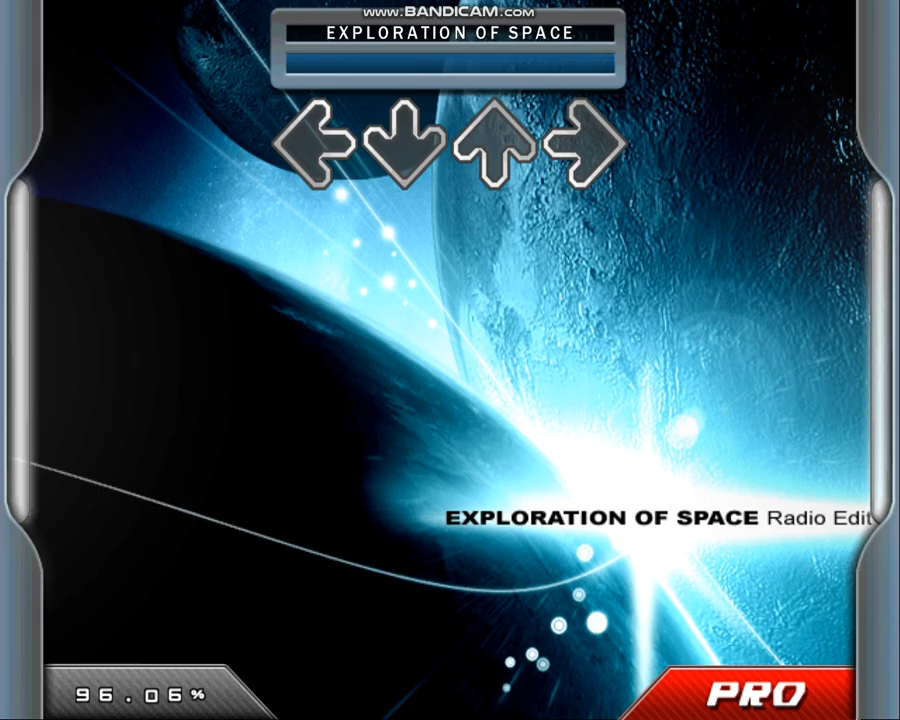 www.BANDICAM.com
EXPLORATION OF SPACE
EXPLORATION OF SPACE Radio Edit
96.06%
PRO